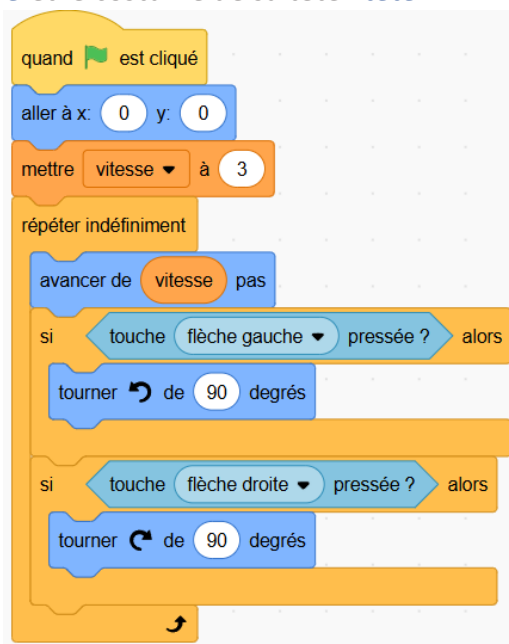 quand est cliqué
aller à x: 0 y: 0
mettre vitesse à 3
répéter indéfiniment
avancer de vitesse pas
si touche flèche gauche pressée ? alors
tourner de 90 degrés
si touche flèche droite pressée ? alors
tourner de 90 degrés